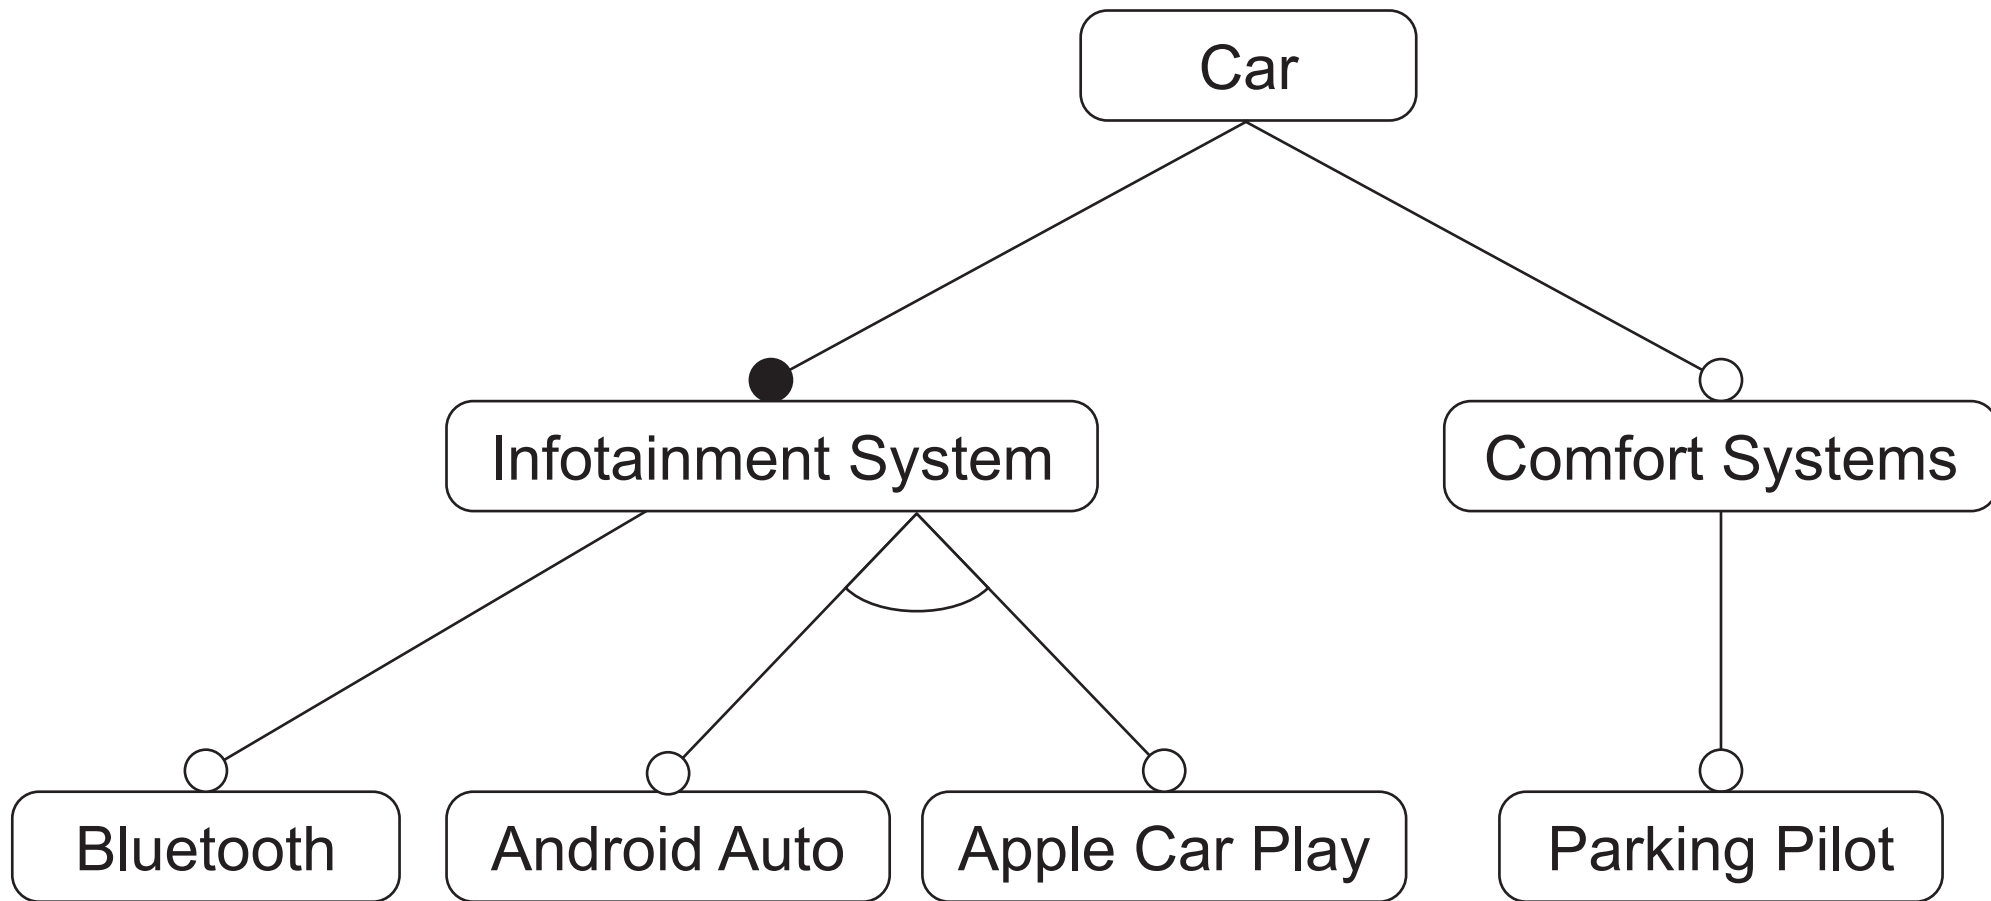 Car
Infotainment System
Comfort Systems
Bluetooth
Android Auto
Apple Car Play
Parking Pilot